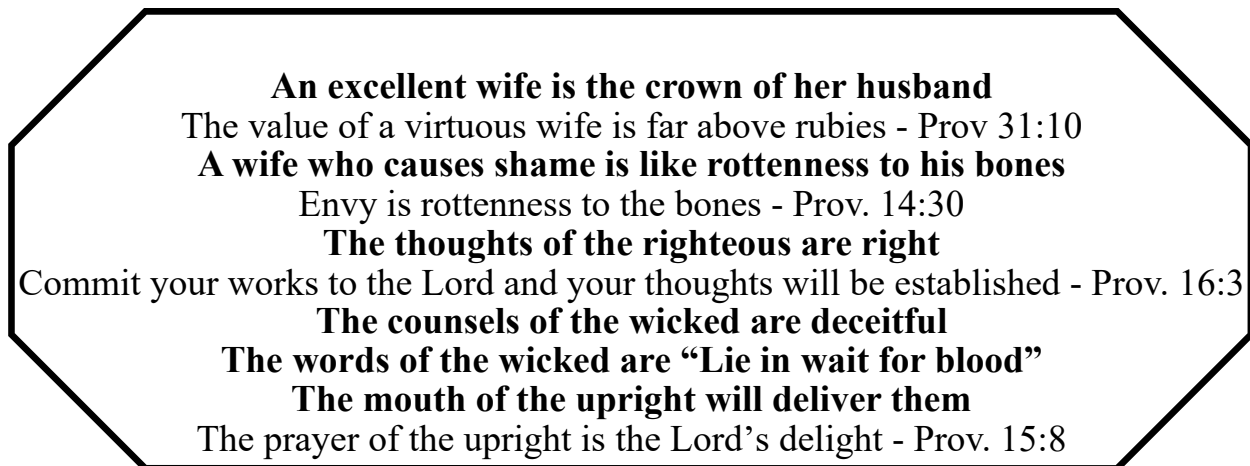 An excellent wife is the crown of her husband
The value of a virtuous wife is far above rubies - Prov 31:10
A wife who causes shame is like rottenness to his bones
Envy is rottenness to the bones - Prov. 14:30
The thoughts of the righteous are right
Commit your works to the Lord and your thoughts will be established - Prov. 16:3
The counsels of the wicked are deceitful
The words of the wicked are “Lie in wait for blood”
The mouth of the upright will deliver them
The prayer of the upright is the Lord’s delight - Prov. 15:8